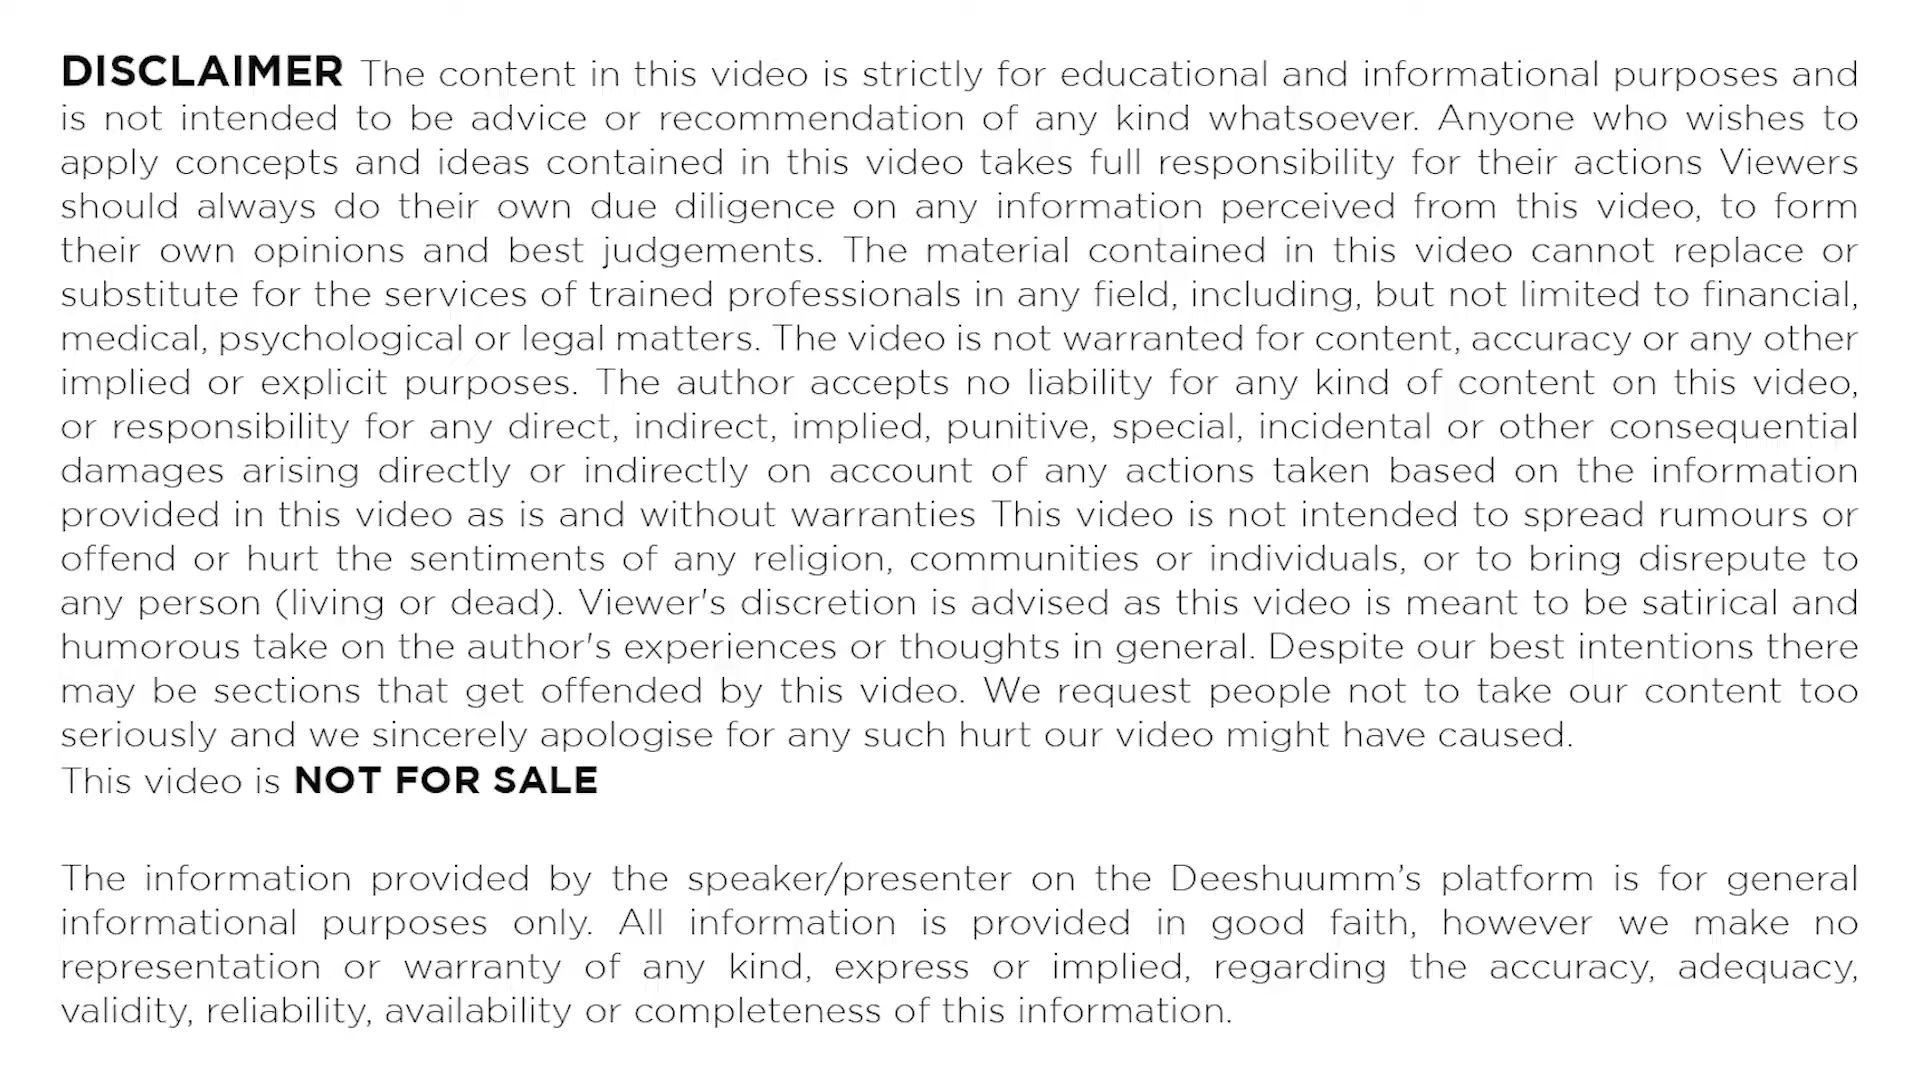 DISCLAIMER The content in this video is strictly for educational and informational purposes and
is not intended to be advice or recommendation of any kind whatsoever. Anyone who wishes to
apply concepts and ideas contained in this video takes full responsibility for their actions Viewers
should always do their own due diligence on any information perceived from this video, to form
their own opinions and best judgements. The material contained in this video cannot replace or
substitute for the services of trained professionals in any field, including, but not limited to financial,
medical, psychological or legal matters. The video is not warranted for content, accuracy or any other
implied or explicit purposes. The author accepts no liability for any kind of content on this video,
or responsibility for any direct, indirect, implied, punitive, special, incidental or other consequential
damages arising directly or indirectly on account of any actions taken based on the information
provided in this video as is and without warranties This video is not intended to spread rumours or
offend or hurt the sentiments of any religion, communities or individuals, or to bring disrepute to
any person (living or dead). Viewer's discretion is advised as this video is meant to be satirical and
humorous take on the author's experiences or thoughts in general. Despite our best intentions there
may be sections that get offended by this video. We request people not to take our content too
seriously and we sincerely apologise for any such hurt our video might have caused.
This video is NOT FOR SALE
The information provided by the speaker/presenter on the Deeshuumm’s platform is for general
informational purposes only. All information is provided in good faith, however we make no
representation or warranty of any kind, express or implied, regarding the accuracy, adequacy,
validity, reliability, availability or completeness of this information.